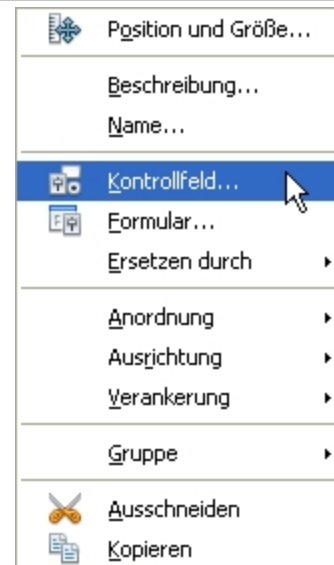 Position und Größe...
Beschreibung...
Name...
Kontrollfeld...
Formular...
Ersetzen durch
Anordnung
Ausrichtung
Verankerung
Gruppe
Ausschneiden
Kopieren